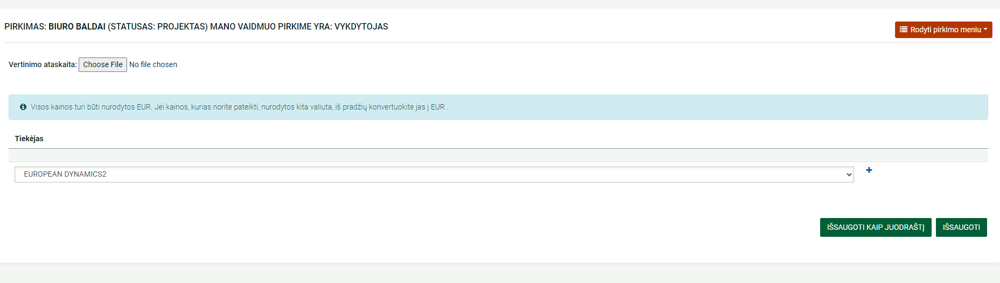 PIRKIMAS: BIURO BALDAI (STATUSAS: PROJEKTAS) MANO VAIDMUO PIRKIME YRA: VYKDYTOJAS
Rodyti pirkimo meniu
Vertinimo ataskaita: Choose File No file chosen
Visos kainos turi būti nurodytos EUR. Jei kainos, kurias norite pateikti, nurodytos kita valiuta, iš pradžių konvertuokite jas į EUR .
Tiekėjas
EUROPEAN DYNAMICS2
IŠSAUGOTI KAIP JUODRAŠTĮ IŠSAUGOTI